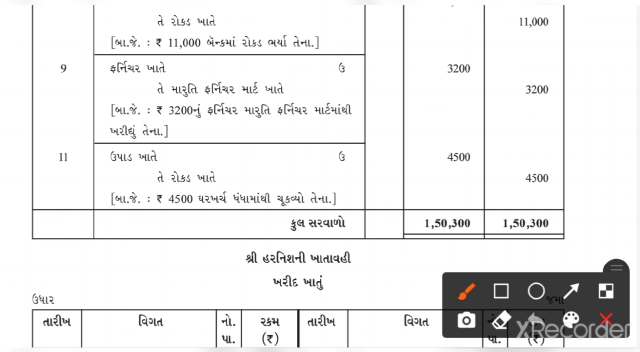 તે રોકડ ખાતે 11,000
[બા.જે. : ₹ 11,000 બૅન્કમાં રોકડ ભર્યા તેના.]
9 ફર્નિચર ખાતે ઉ 3200
તે મારુતિ ફર્નિચર માર્ટ ખાતે 3200
[બા.જે. : ₹ 3200નું ફર્નિચર મારુતિ ફર્નિચર માર્ટમાંથી
ખરીદ્યું તેના.]
11 ઉપાડ ખાતે ઉ 4500
તે રોકડ ખાતે 4500
[બા.જે. : ₹ 4500 ઘરખર્ચ ધંધામાંથી ચૂકવ્યો તેના.]
કુલ સરવાળો 1,50,300 1,50,300
શ્રી હરનિશની ખાતાવહી
ખરીદ ખાતું
ઉધાર જમા
તારીખ વિગત નો. રકમ તારીખ વિગત
પા. (₹) પા. (₹)
XRecorder